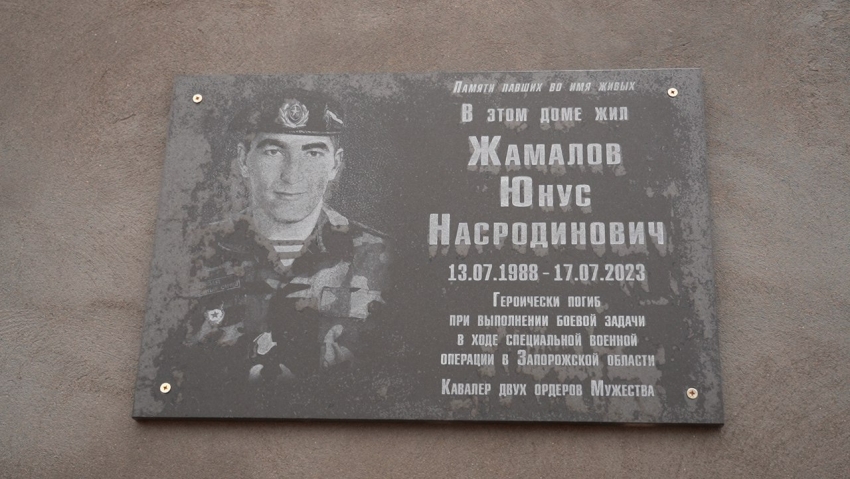 Памяти павших во имя живых
В этом доме жил
Жамалов
Юнус
Насродинович
13.07.1988 - 17.07.2023
Героически погиб
при выполнении боевой задачи
в ходе специальной военной
операции в Запорожской области
Кавалер двух орденов Мужества